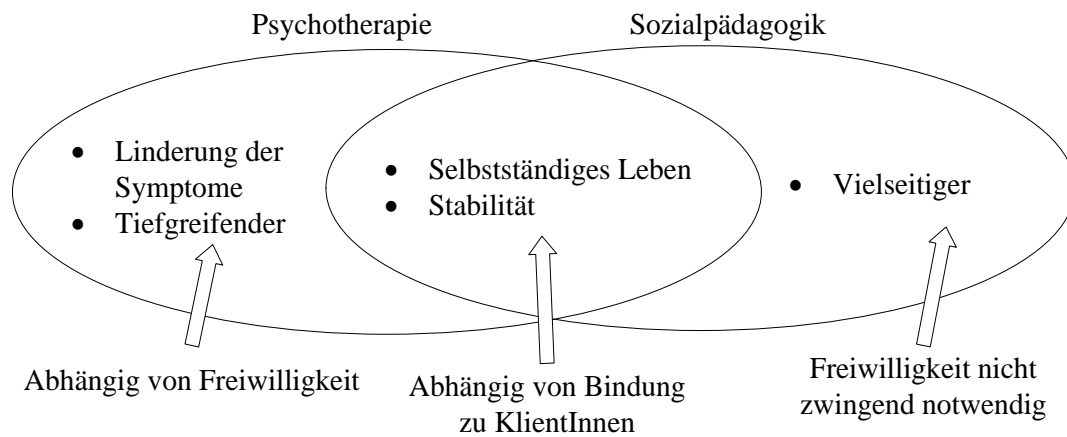 Psychotherapie
Sozialpädagogik
• Linderung der
Symptome
• Tiefgreifender
• Selbstständiges Leben
• Stabilität
• Vielseitiger
Abhängig von Freiwilligkeit
Abhängig von Bindung
zu KlientInnen
Freiwilligkeit nicht
zwingend notwendig